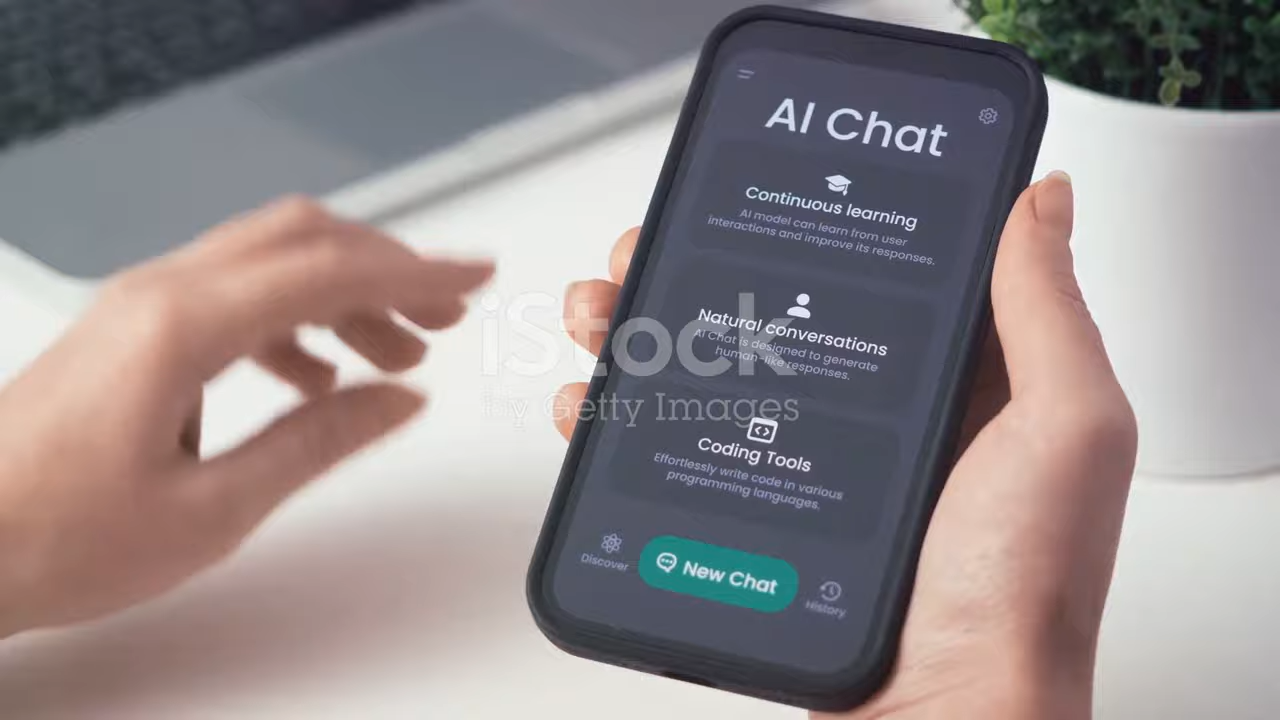 AI Chat
Continuous learning
AI model can learn from user
interactions and improve its responses.
Natural conversations
AI Chat is designed to generate
human-like responses.
iStock
by Getty Images
Coding Tools
Effortlessly write code in various
programming languages.
Discover
New Chat
History